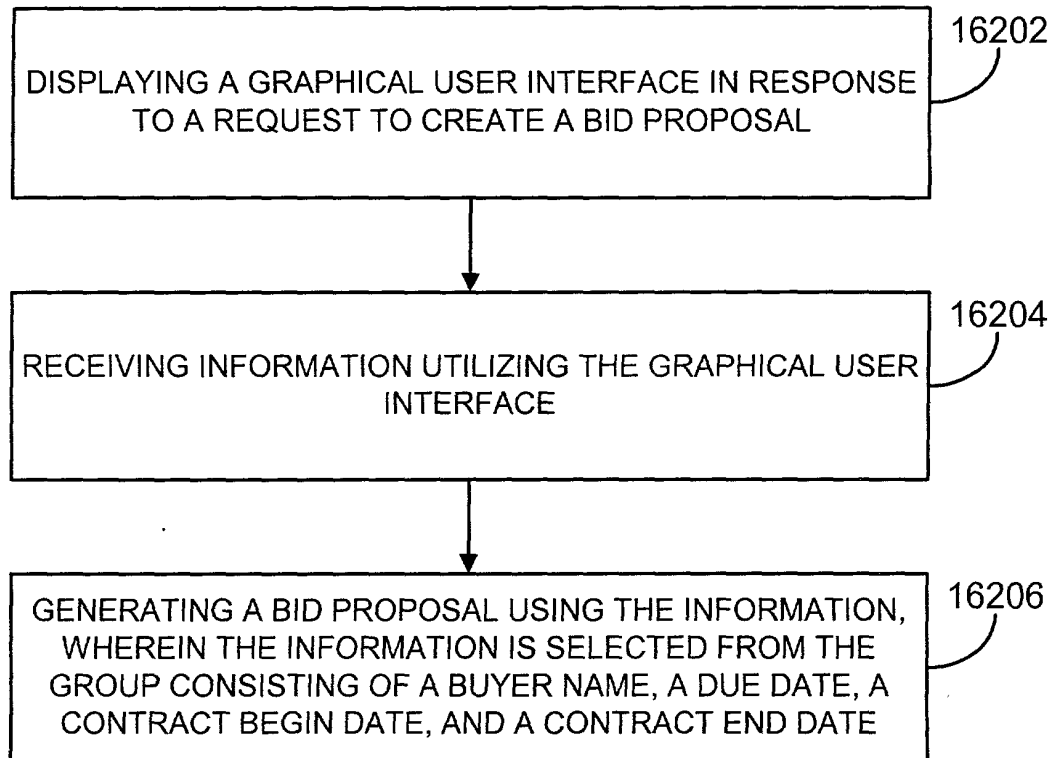 16202
DISPLAYING A GRAPHICAL USER INTERFACE IN RESPONSE
TO A REQUEST TO CREATE A BID PROPOSAL
16204
RECEIVING INFORMATION UTILIZING THE GRAPHICAL USER
INTERFACE
16206
GENERATING A BID PROPOSAL USING THE INFORMATION,
WHEREIN THE INFORMATION IS SELECTED FROM THE
GROUP CONSISTING OF A BUYER NAME, A DUE DATE, A
CONTRACT BEGIN DATE, AND A CONTRACT END DATE